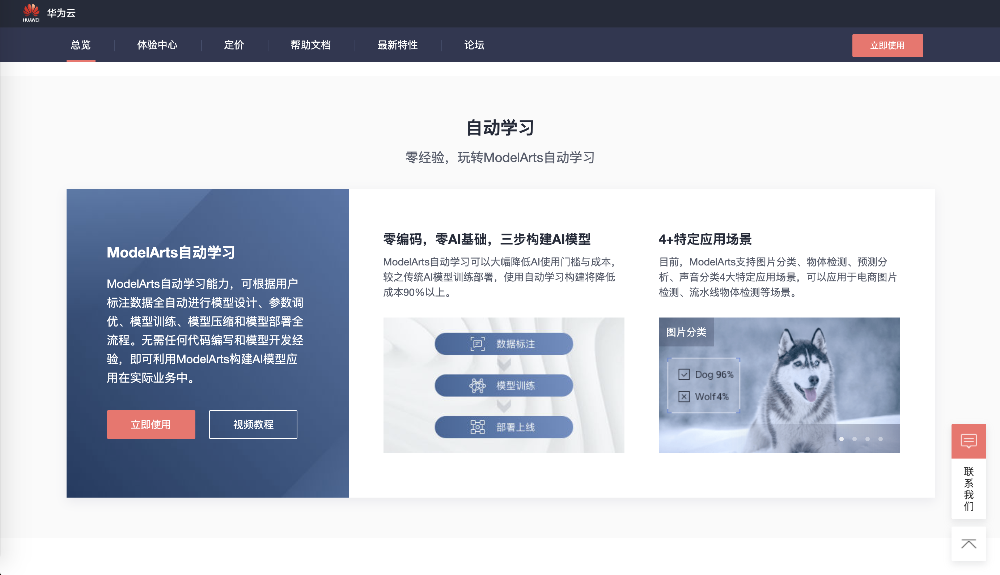 HUAWEI
华为云
总览
体验中心
定价
帮助文档
最新特性
论坛
立即使用
自动学习
零经验，玩转ModelArts自动学习
ModelArts自动学习
ModelArts自动学习能力，可根据用户
标注数据全自动进行模型设计、参数调
优、模型训练、模型压缩和模型部署全
流程。无需任何代码编写和模型开发经
验，即可利用ModelArts构建AI模型应
用在实际业务中。
立即使用
视频教程
零编码，零AI基础，三步构建AI模型
ModelArts自动学习可以大幅降低AI使用门槛与成本，
较之传统AI模型训练部署，使用自动学习构建将降低
成本90%以上。
数据标注
模型训练
部署上线
4+特定应用场景
目前，ModelArts支持图片分类、物体检测、预测分
析、声音分类4大特定应用场景，可以应用于电商图片
检测、流水线物体检测等场景。
图片分类
Dog 96%
Wolf 4%
联系我们